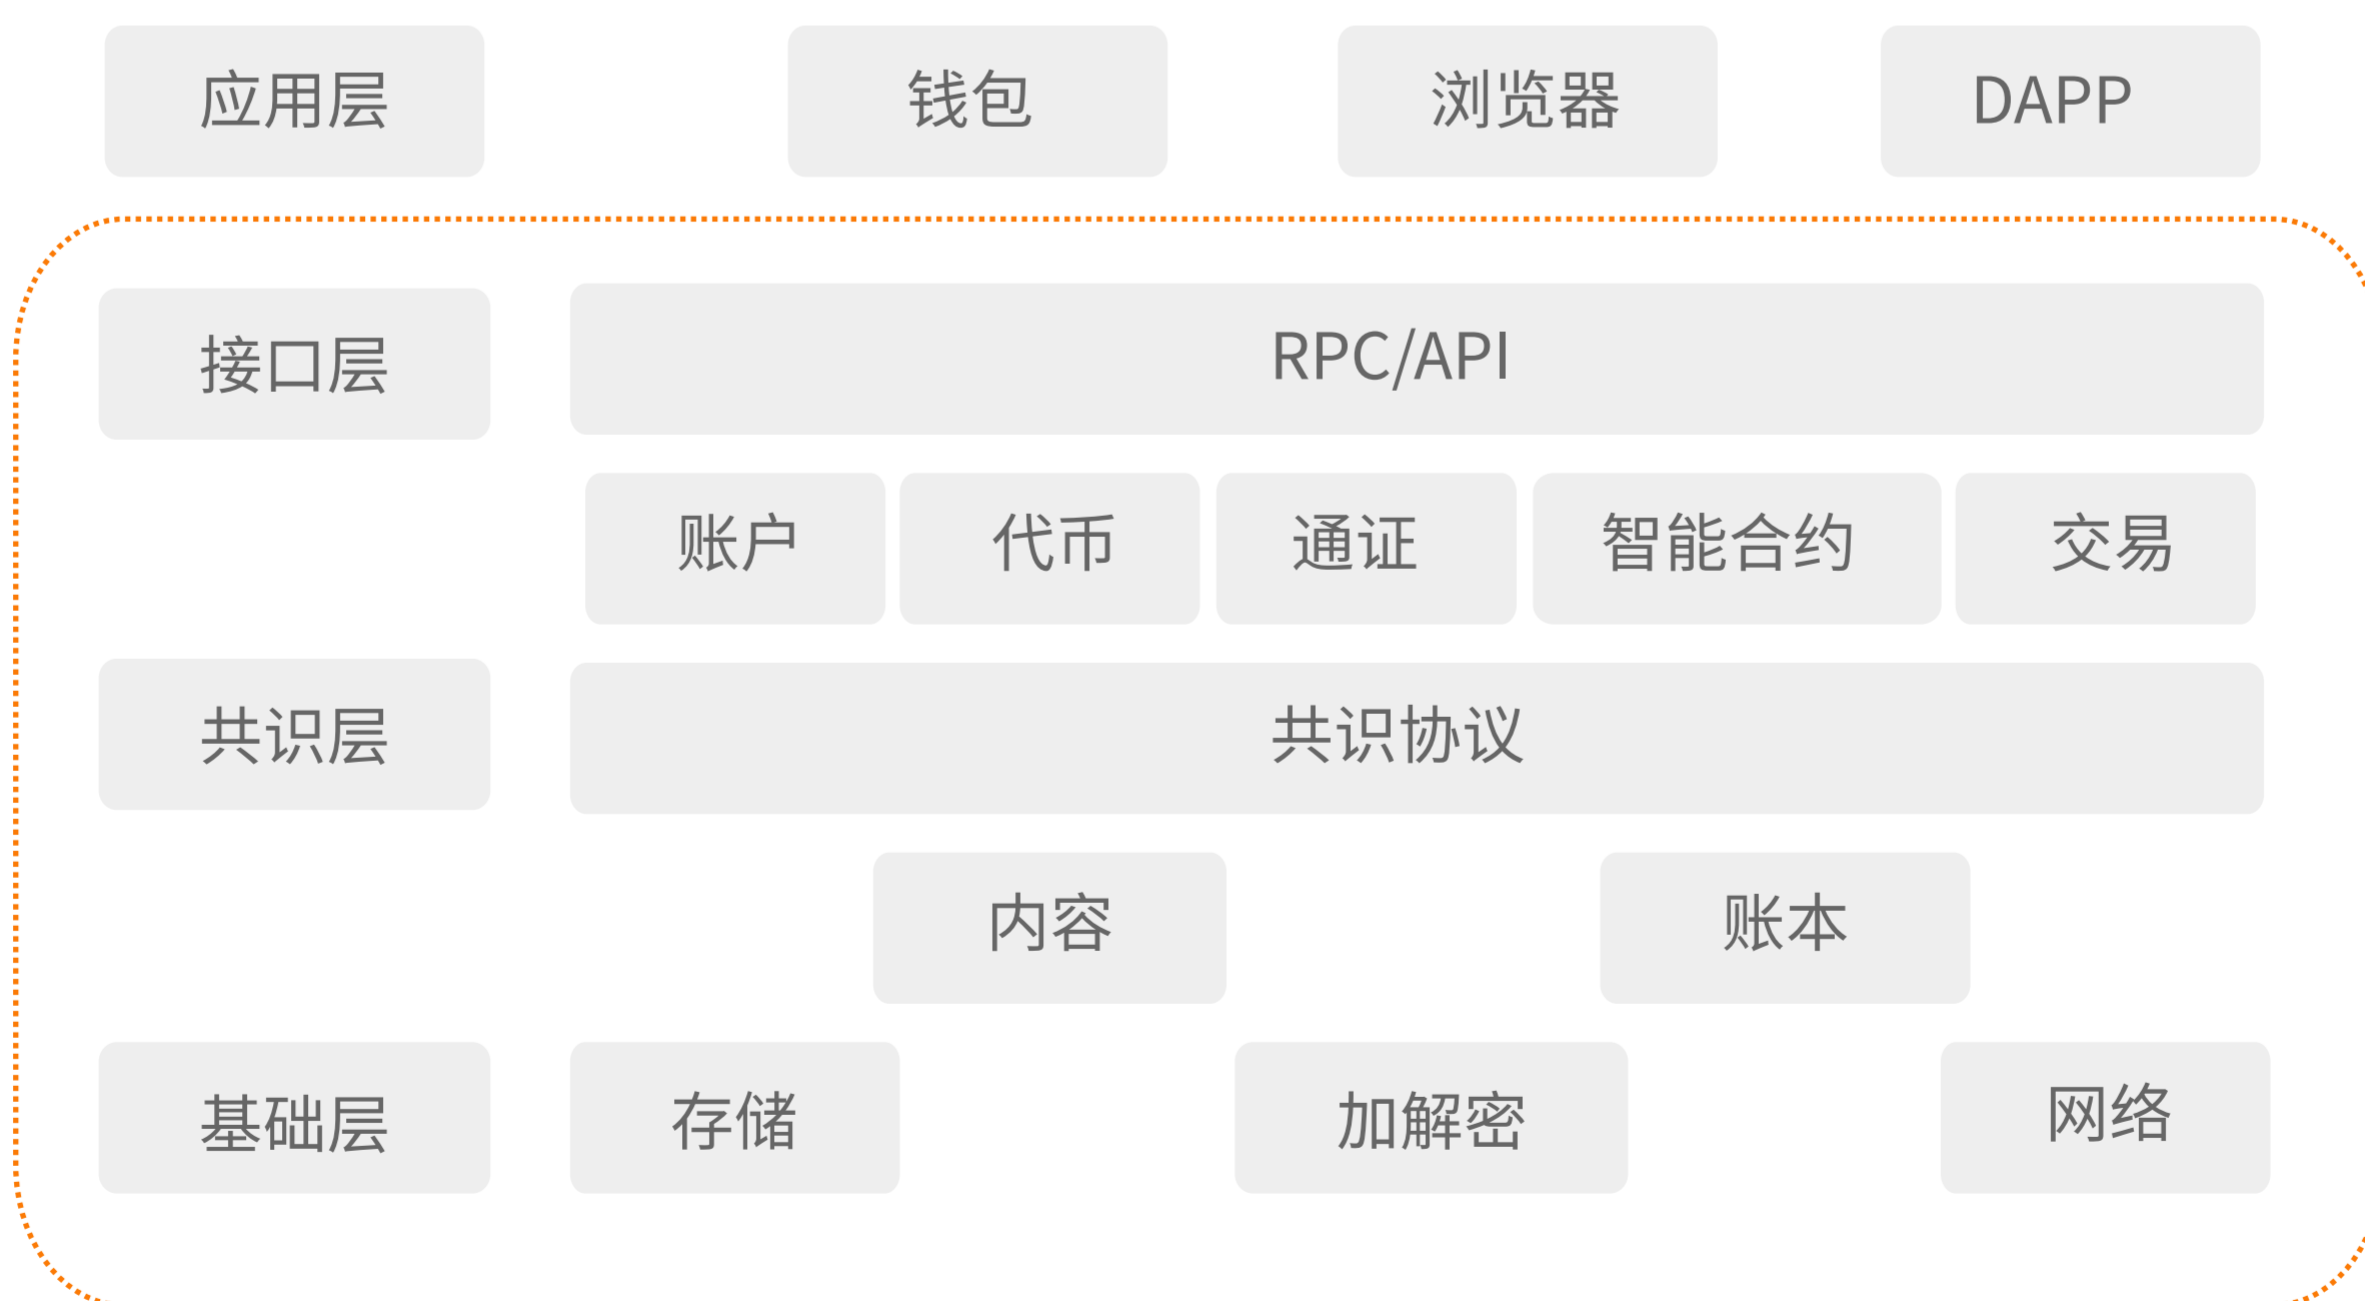 应用层 钱包 浏览器 DAPP
接口层 RPC/API
账户 代币 通证 智能合约 交易
共识层 共识协议
内容 账本
基础层 存储 加解密 网络